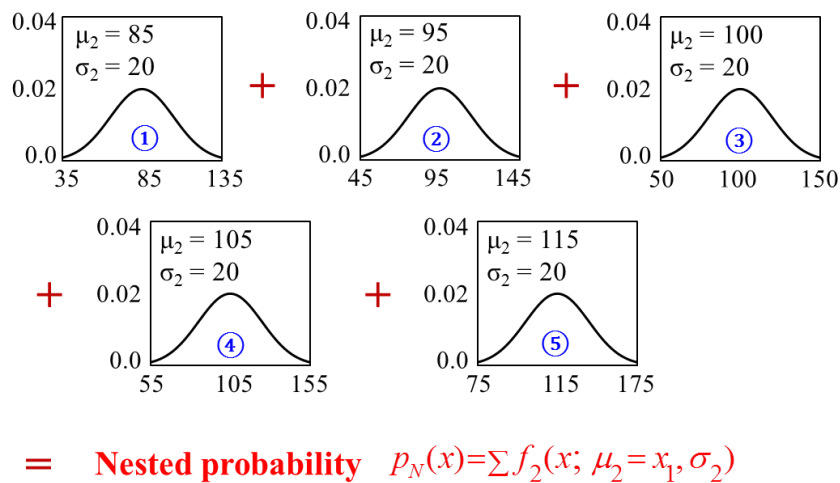 0.04
0.02
0.0
μ₂ = 85
σ₂ = 20
①
35 85 135
+
0.04
0.02
0.0
μ₂ = 95
σ₂ = 20
②
45 95 145
+
0.04
0.02
0.0
μ₂ = 100
σ₂ = 20
③
50 100 150
+
0.04
0.02
0.0
μ₂ = 105
σ₂ = 20
④
55 105 155
+
0.04
0.02
0.0
μ₂ = 115
σ₂ = 20
⑤
75 115 175
= Nested probability p_N(x)=∑ f₂(x; μ₂=x₁,σ₂)